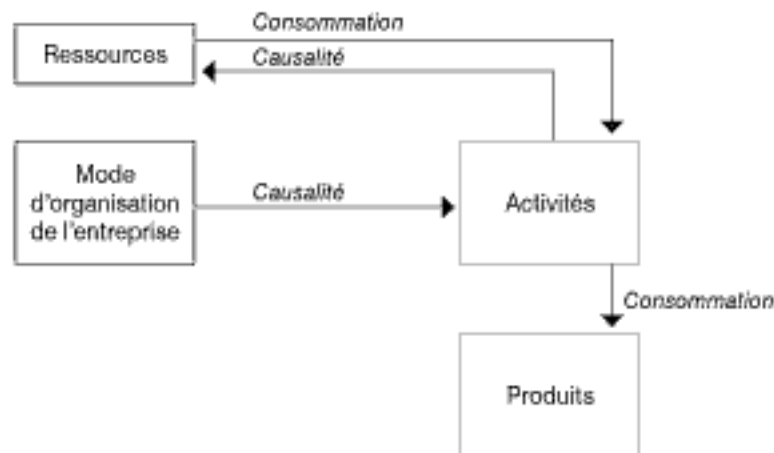 Consommation
Ressources
Causalité
Mode
d'organisation
de l'entreprise
Causalité
Activités
Consommation
Produits